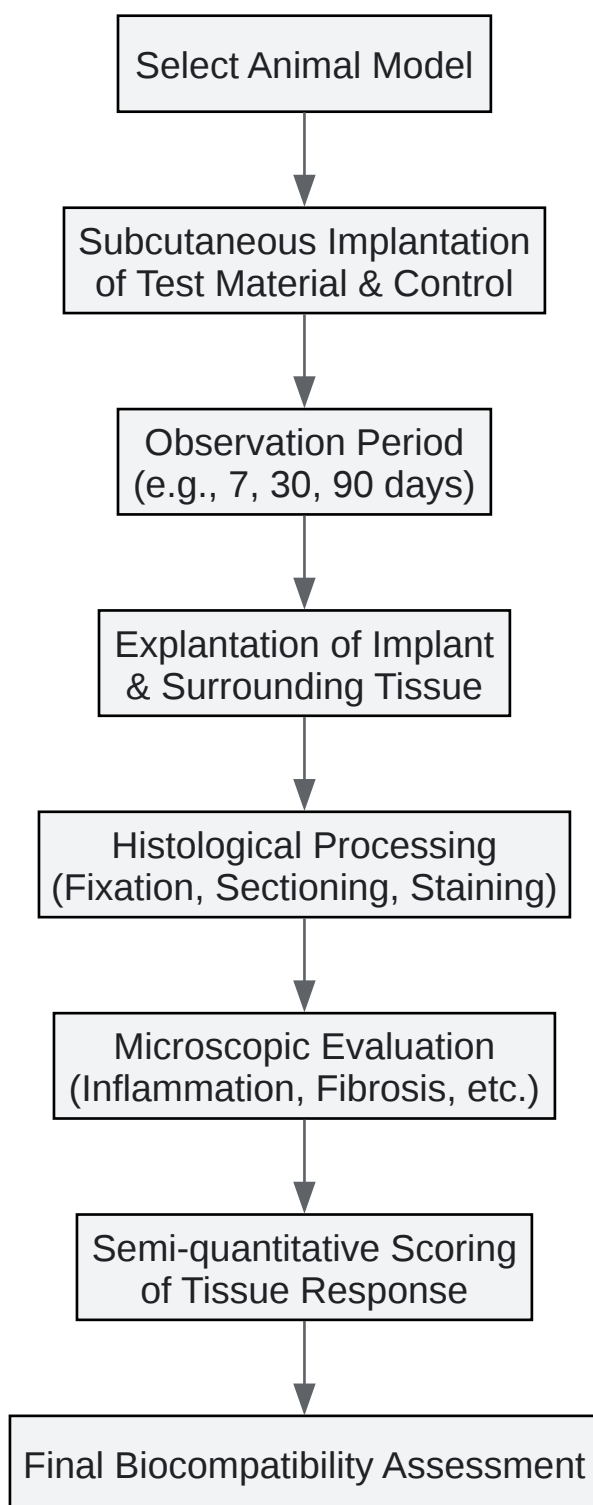 Select Animal Model
Subcutaneous Implantation
of Test Material & Control
Observation Period
(e.g., 7, 30, 90 days)
Explantation of Implant
& Surrounding Tissue
Histological Processing
(Fixation, Sectioning, Staining)
Microscopic Evaluation
(Inflammation, Fibrosis, etc.)
Semi-quantitative Scoring
of Tissue Response
Final Biocompatibility Assessment